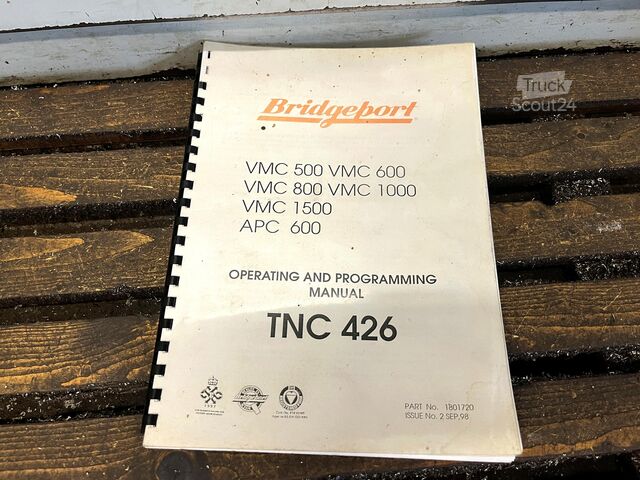 Truck
Scout24
Bridgeport
VMC 500 VMC 600
VMC 800 VMC 1000
VMC 1500
APC 600
OPERATING AND PROGRAMMING
MANUAL
TNC 426
PART No. 1801720
ISSUE No. 2 SEP,98